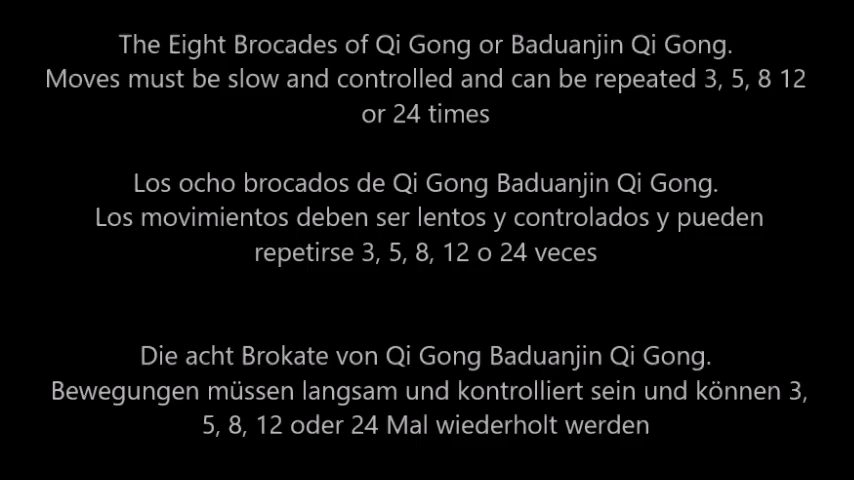 The Eight Brocades of Qi Gong or Baduanjin Qi Gong.
Moves must be slow and controlled and can be repeated 3, 5, 8 12
or 24 times
Los ocho brocados de Qi Gong Baduanjin Qi Gong.
Los movimientos deben ser lentos y controlados y pueden
repetirse 3, 5, 8, 12 o 24 veces
Die acht Brokate von Qi Gong Baduanjin Qi Gong.
Bewegungen müssen langsam und kontrolliert sein und können 3,
5, 8, 12 oder 24 Mal wiederholt werden